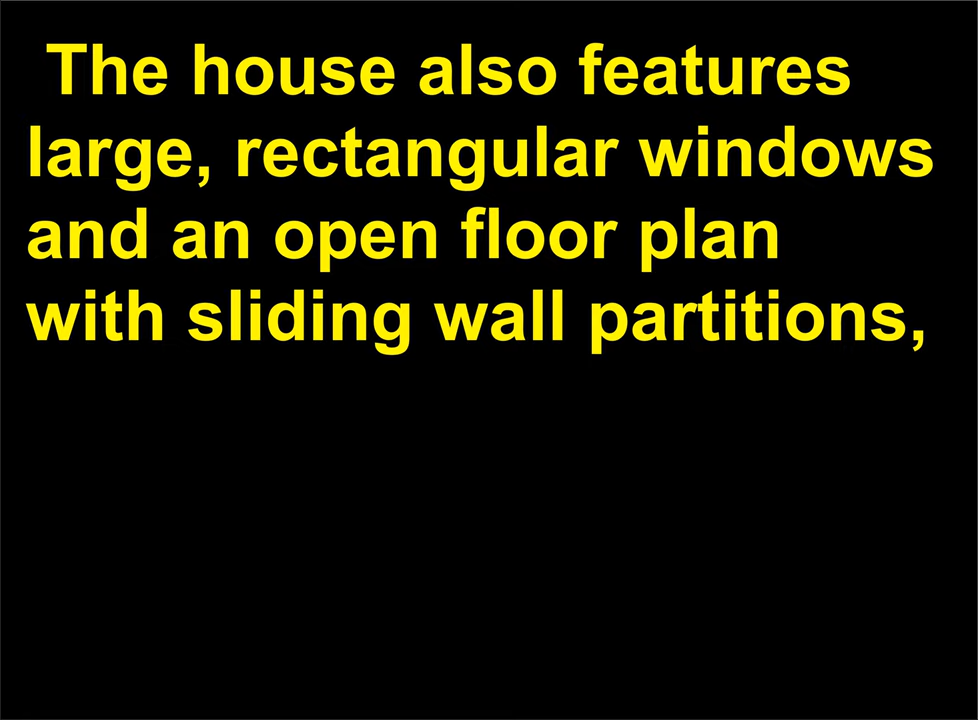 The house also features
large, rectangular windows
and an open floor plan
with sliding wall partitions,